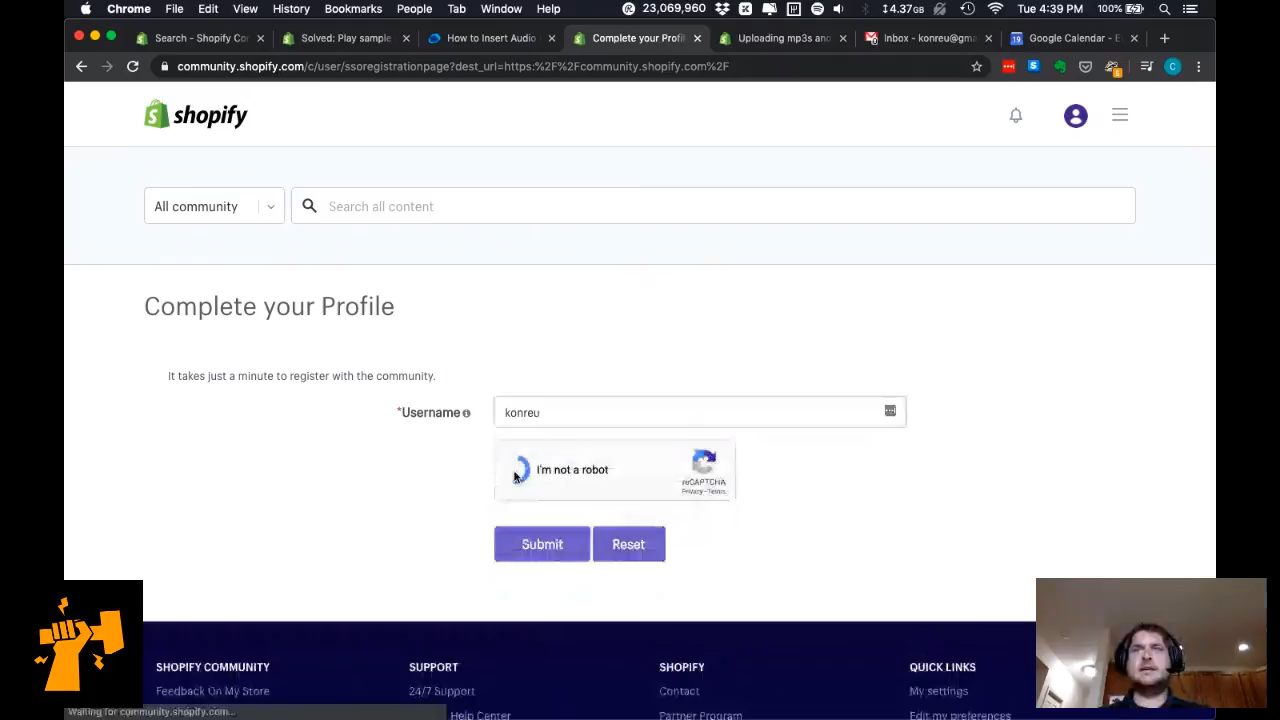 Chrome File Edit View History Bookmarks People Tab Window Help 23,069,960 4.37GB Tue 4:39 PM 100%
Search - Shopify Co
Solved: Play sample
How to Insert Audio
Complete your Profil
Uploading mp3s and
Inbox - konreu@gma
Google Calendar - E
community.shopify.com/c/user/ssoregistrationpage?dest_url=https:%2F%2Fcommunity.shopify.com%2F
shopify
All community
Search all content
Complete your Profile
It takes just a minute to register with the community.
*Username
konreu
I'm not a robot
reCAPTCHA
Privacy - Terms
Submit
Reset
SHOPIFY COMMUNITY
SUPPORT
SHOPIFY
QUICK LINKS
Feedback On My Store
24/7 Support
Contact
My settings
Waiting for community.shopify.com...
Help Center
Partner Program
Edit my preferences